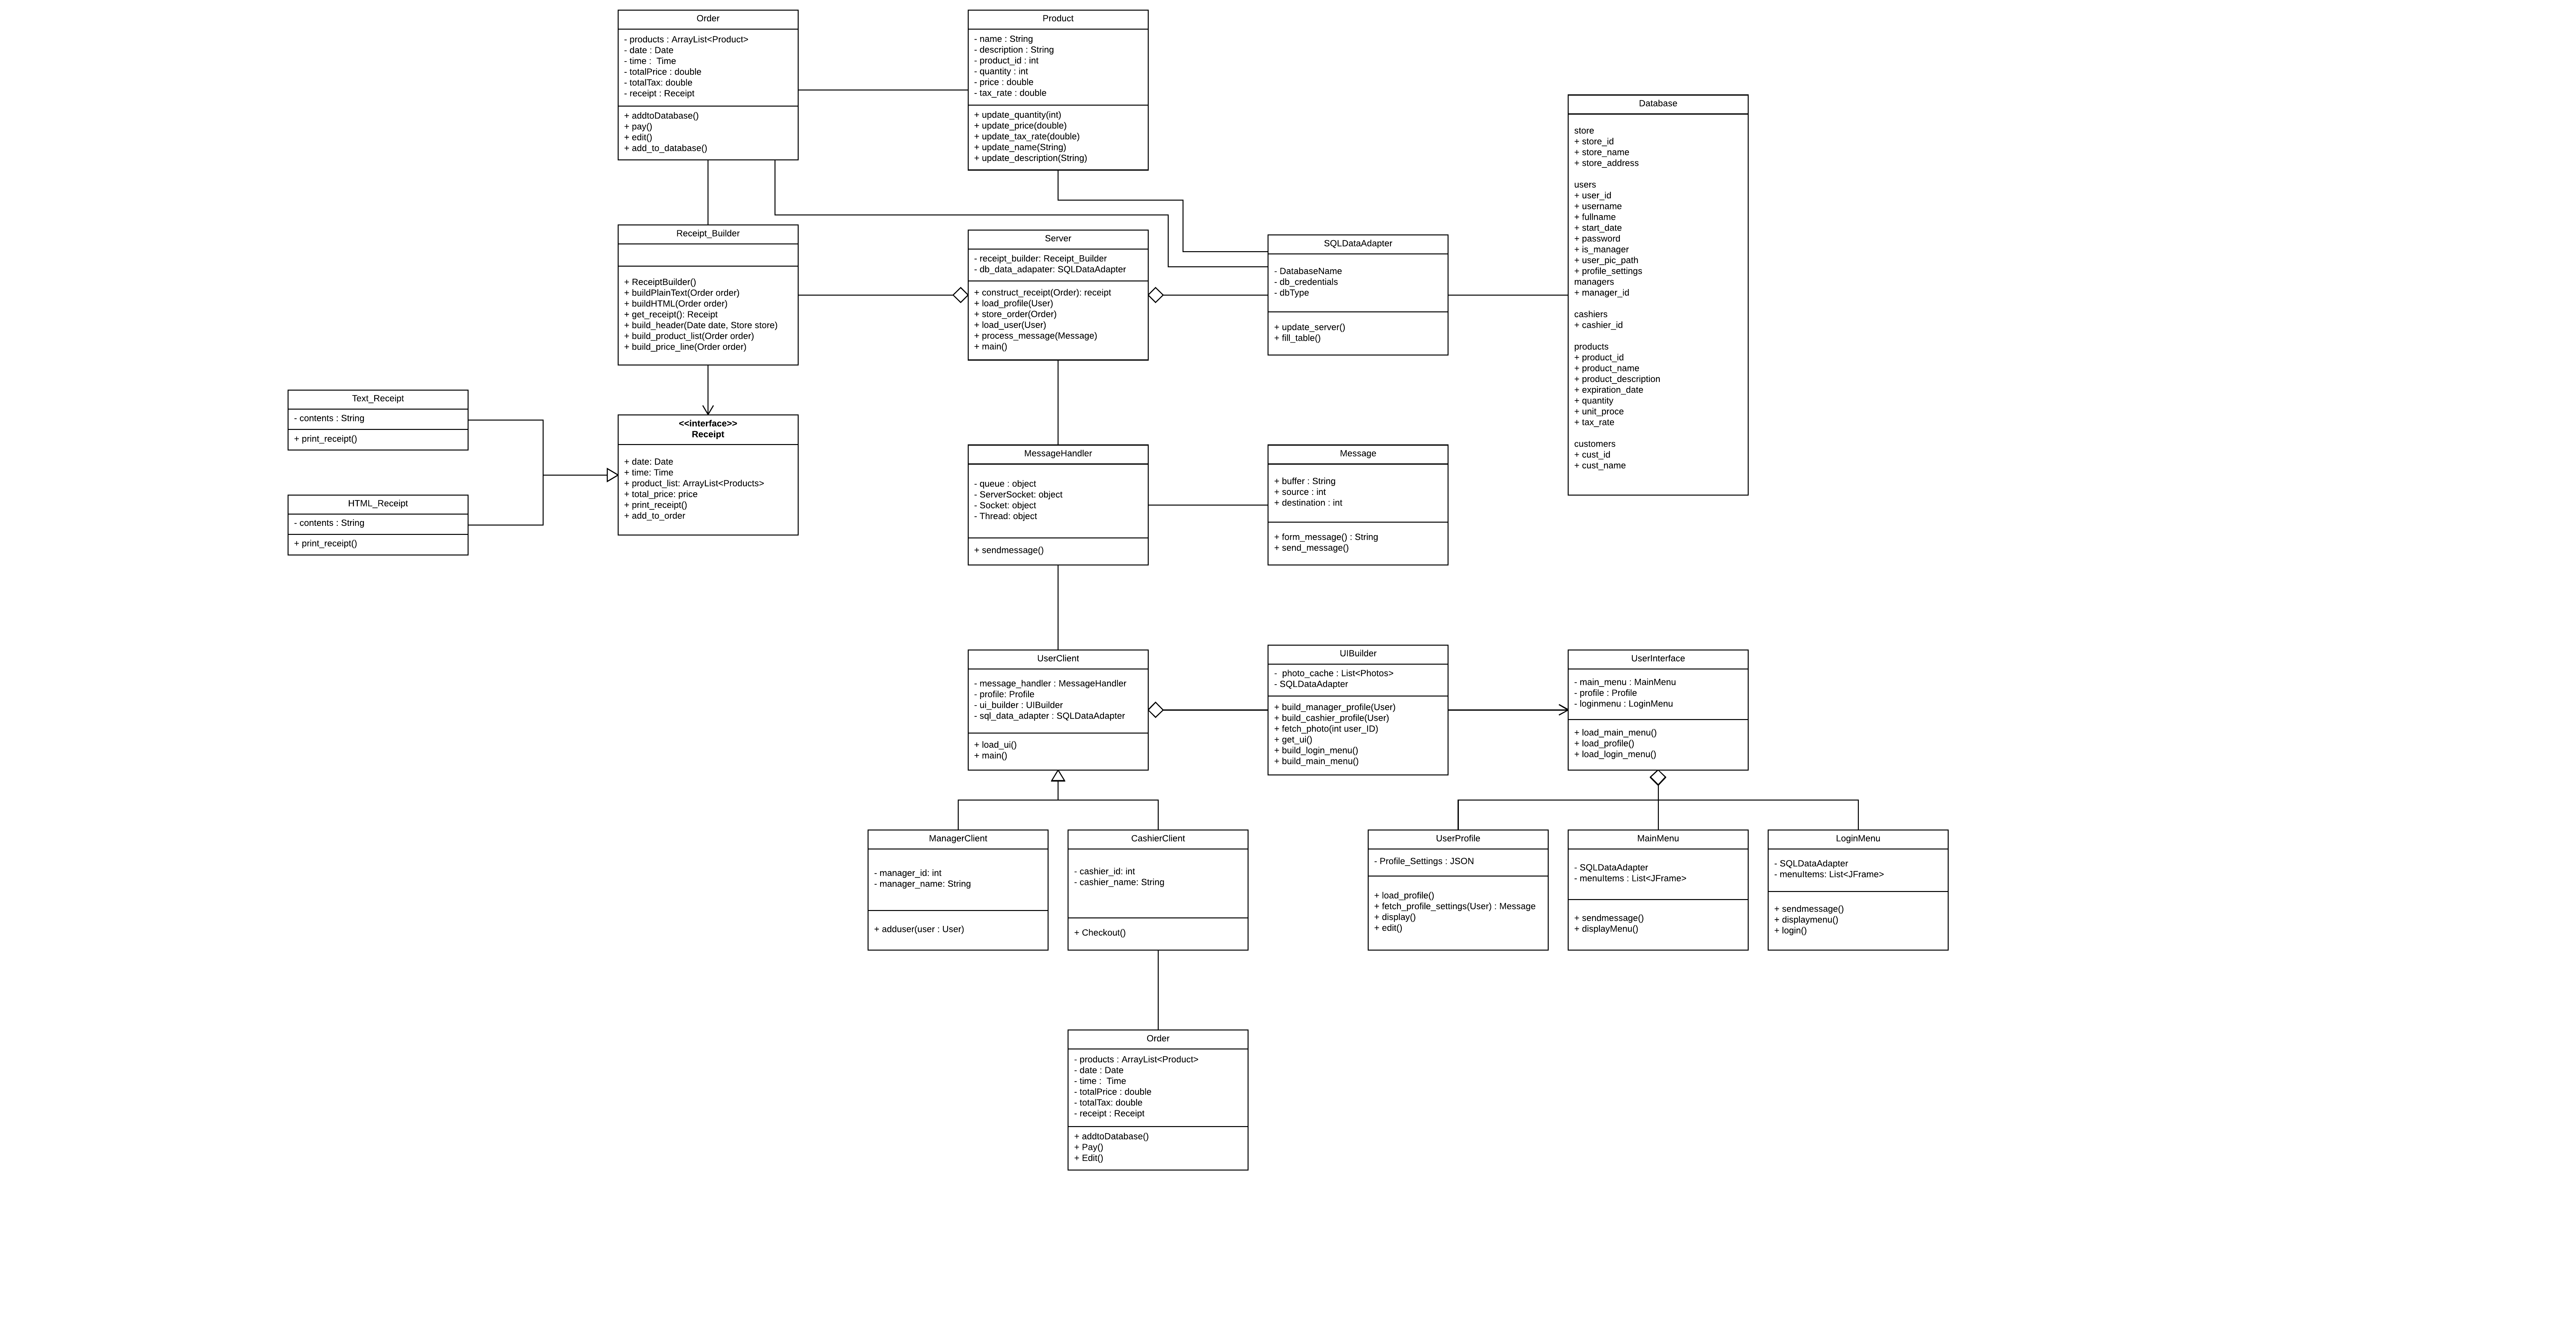 Order
- products : ArrayList<Product>
- date : Date
- time :  Time
- totalPrice : double
- totalTax: double
- receipt : Receipt
+ addtoDatabase()
+ pay()
+ edit()
+ add_to_database()
Product
- name : String
- description : String
- product_id : int
- quantity : int
- price : double
- tax_rate : double
+ update_quantity(int)
+ update_price(double)
+ update_tax_rate(double)
+ update_name(String)
+ update_description(String)
Database
store
+ store_id
+ store_name
+ store_address
users
+ user_id
+ username
+ fullname
+ start_date
+ password
+ is_manager
+ user_pic_path
+ profile_settings
managers
+ manager_id
cashiers
+ cashier_id
products
+ product_id
+ product_name
+ product_description
+ expiration_date
+ quantity
+ unit_proce
+ tax_rate
customers
+ cust_id
+ cust_name
Receipt_Builder
+ ReceiptBuilder()
+ buildPlainText(Order order)
+ buildHTML(Order order)
+ get_receipt(): Receipt
+ build_header(Date date, Store store)
+ build_product_list(Order order)
+ build_price_line(Order order)
Server
- receipt_builder: Receipt_Builder
- db_data_adapater: SQLDataAdapter
+ construct_receipt(Order): receipt
+ load_profile(User)
+ store_order(Order)
+ load_user(User)
+ process_message(Message)
+ main()
SQLDataAdapter
- DatabaseName
- db_credentials
- dbType
+ update_server()
+ fill_table()
Text_Receipt
- contents : String
+ print_receipt()
HTML_Receipt
- contents : String
+ print_receipt()
<<interface>>
Receipt
+ date: Date
+ time: Time
+ product_list: ArrayList<Products>
+ total_price: price
+ print_receipt()
+ add_to_order
MessageHandler
- queue : object
- ServerSocket: object
- Socket: object
- Thread: object
+ sendmessage()
Message
+ buffer : String
+ source : int
+ destination : int
+ form_message() : String
+ send_message()
UserClient
- message_handler : MessageHandler
- profile: Profile
- ui_builder : UIBuilder
- sql_data_adapter : SQLDataAdapter
+ load_ui()
+ main()
UIBuilder
-  photo_cache : List<Photos>
- SQLDataAdapter
+ build_manager_profile(User)
+ build_cashier_profile(User)
+ fetch_photo(int user_ID)
+ get_ui()
+ build_login_menu()
+ build_main_menu()
UserInterface
- main_menu : MainMenu
- profile : Profile
- loginmenu : LoginMenu
+ load_main_menu()
+ load_profile()
+ load_login_menu()
ManagerClient
- manager_id: int
- manager_name: String
+ adduser(user : User)
CashierClient
- cashier_id: int
- cashier_name: String
+ Checkout()
UserProfile
- Profile_Settings : JSON
+ load_profile()
+ fetch_profile_settings(User) : Message
+ display()
+ edit()
MainMenu
- SQLDataAdapter
- menuItems : List<JFrame>
+ sendmessage()
+ displayMenu()
LoginMenu
- SQLDataAdapter
- menuItems: List<JFrame>
+ sendmessage()
+ displaymenu()
+ login()
Order
- products : ArrayList<Product>
- date : Date
- time :  Time
- totalPrice : double
- totalTax: double
- receipt : Receipt
+ addtoDatabase()
+ Pay()
+ Edit()